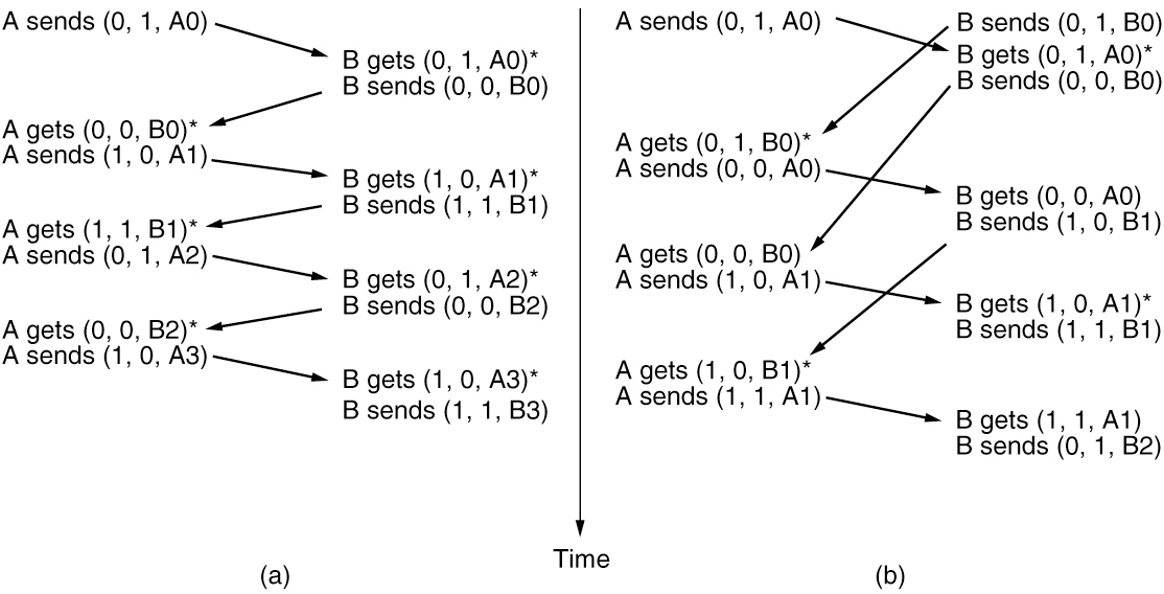 A sends (0, 1, A0)
B gets (0, 1, A0)*
B sends (0, 0, B0)
A gets (0, 0, B0)*
A sends (1, 0, A1)
B gets (1, 0, A1)*
B sends (1, 1, B1)
A gets (1, 1, B1)*
A sends (0, 1, A2)
B gets (0, 1, A2)*
B sends (0, 0, B2)
A gets (0, 0, B2)*
A sends (1, 0, A3)
B gets (1, 0, A3)*
B sends (1, 1, B3)
(a)
Time
A sends (0, 1, A0)
B sends (0, 1, B0)
B gets (0, 1, A0)*
B sends (0, 0, B0)
A gets (0, 1, B0)*
A sends (0, 0, A0)
B gets (0, 0, A0)
B sends (1, 0, B1)
A gets (0, 0, B0)
A sends (1, 0, A1)
B gets (1, 0, A1)*
B sends (1, 1, B1)
A gets (1, 0, B1)*
A sends (1, 1, A1)
B gets (1, 1, A1)
B sends (0, 1, B2)
(b)